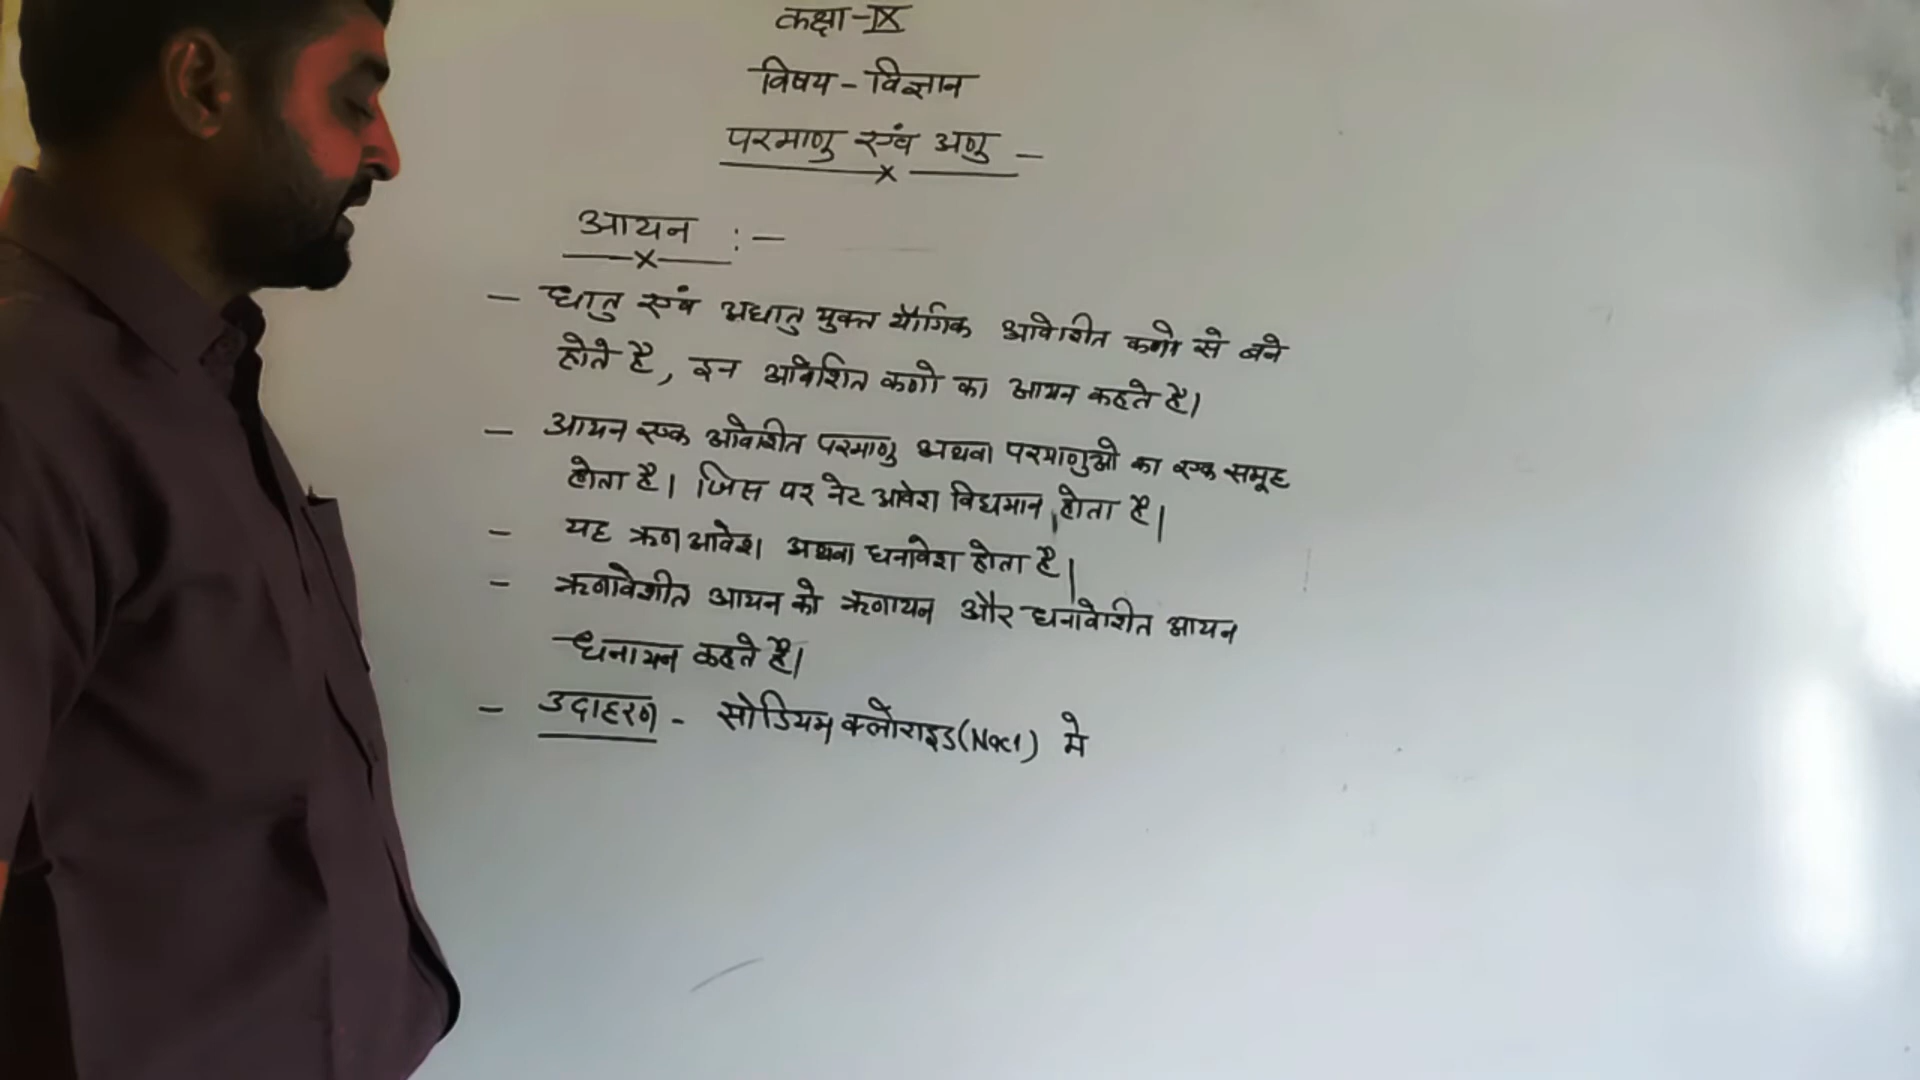 कक्षा-IX
विषय - विज्ञान
परमाणु एवं अणु -
आयन :-
- धातु एवं अधातु युक्त यौगिक आवेशीत कणो से बने
होते है, इन आवेशित कणो का आयन कहते है।
- आयन एक आवेशीत परमाणु अथवा परमाणुओ का एक समूह
होता है। जिस पर नेट आवेश विद्यमान होता है।
- यह ऋण आवेश अथवा धनावेश होता है।
- ऋणावेशीत आयन को ऋणायन और धनावेशीत आयन
धनायन कहते है।
- उदाहरण - सोडियम क्लोराइड (Nacl) मे